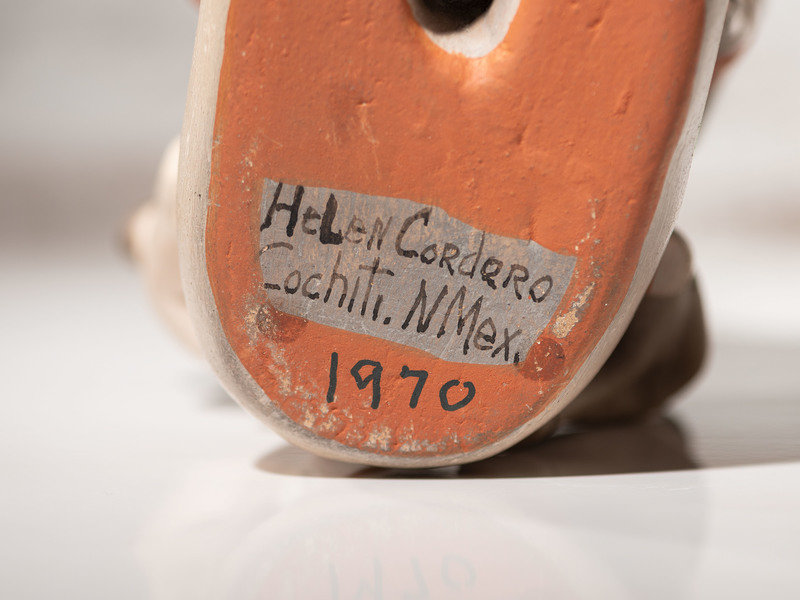 HeLeN CorderO
Cochiti. NMex.
1970